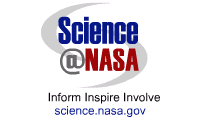 Science
@NASA
Inform Inspire Involve
science.nasa.gov